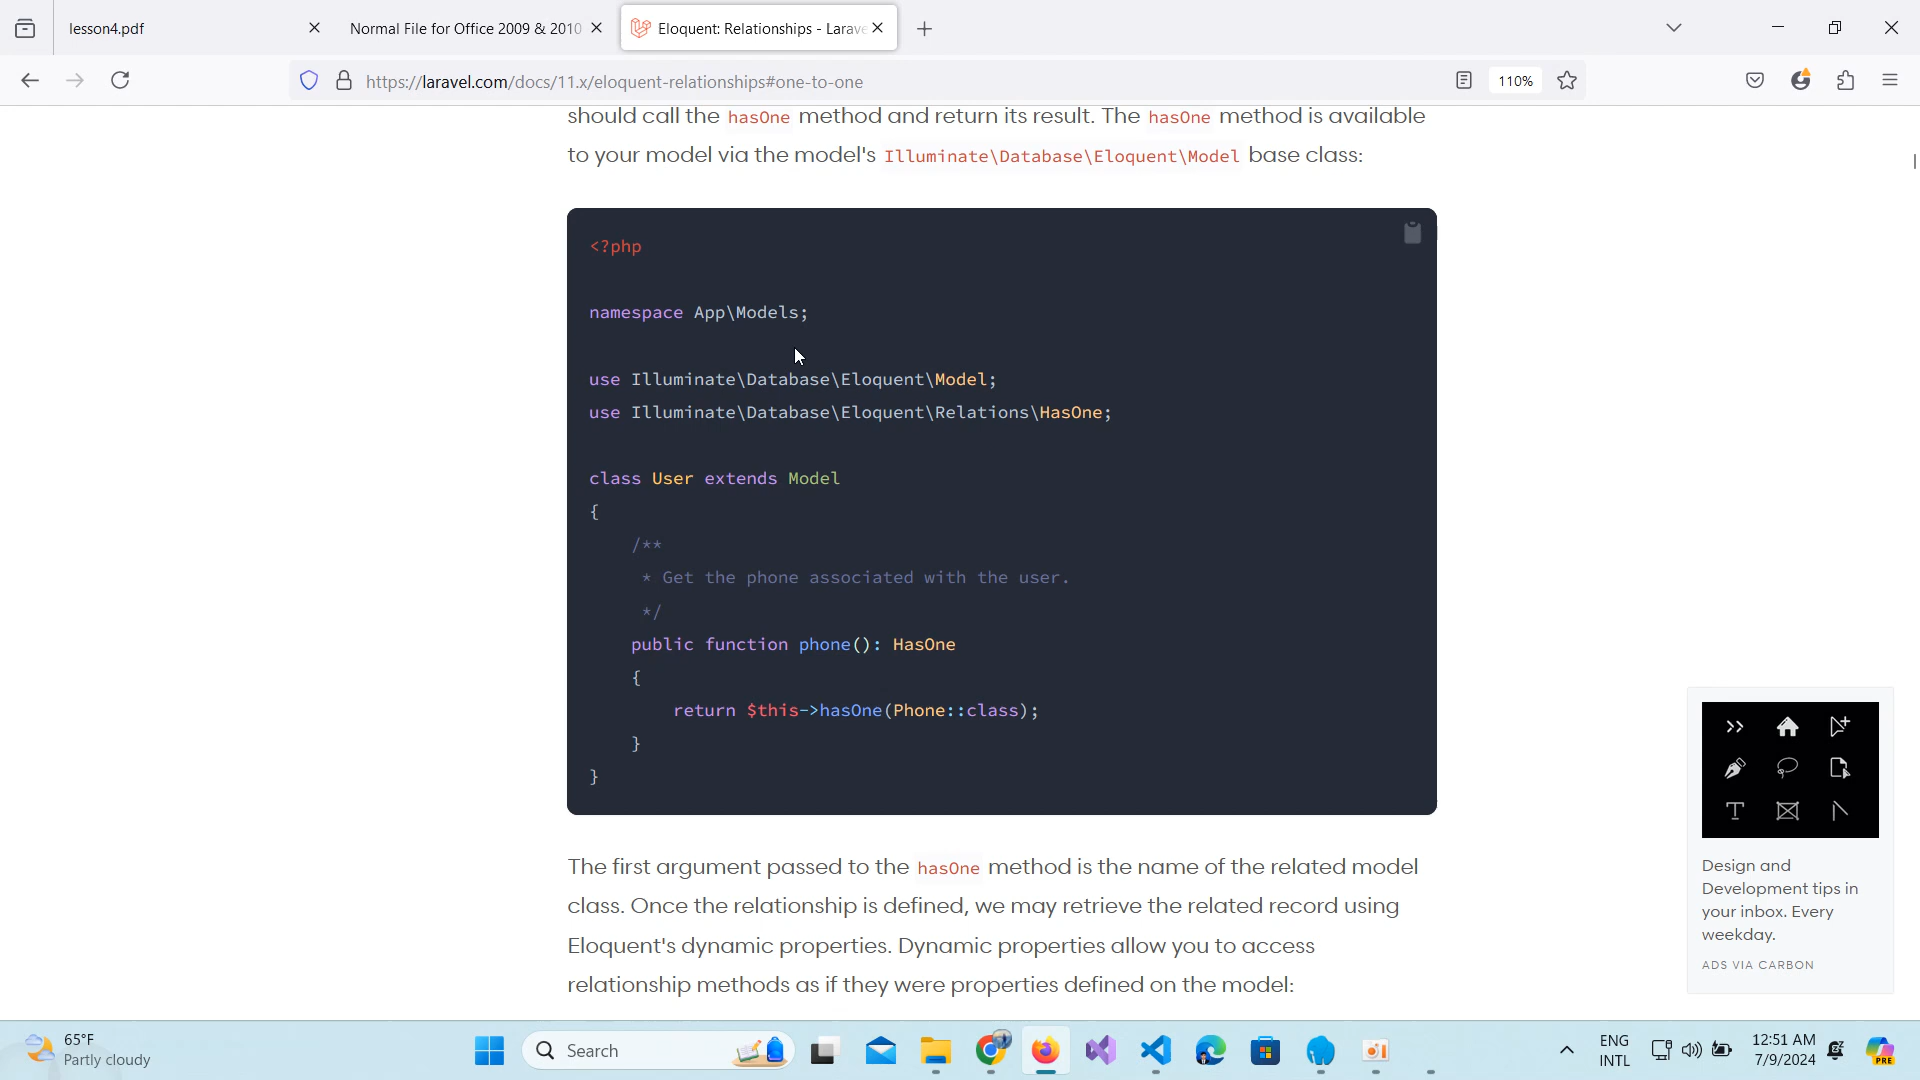 lesson4.pdf
Normal File for Office 2009 & 2010
Eloquent: Relationships - Larave
https://laravel.com/docs/11.x/eloquent-relationships#one-to-one
110%
should call the hasOne method and return its result. The hasOne method is available
to your model via the model's Illuminate\Database\Eloquent\Model base class:
<?php
namespace App\Models;
use Illuminate\Database\Eloquent\Model;
use Illuminate\Database\Eloquent\Relations\HasOne;
class User extends Model
{
/**
* Get the phone associated with the user.
*/
public function phone(): HasOne
{
return $this->hasOne(Phone::class);
}
}
The first argument passed to the hasOne method is the name of the related model
class. Once the relationship is defined, we may retrieve the related record using
Eloquent's dynamic properties. Dynamic properties allow you to access
relationship methods as if they were properties defined on the model:
Design and
Development tips in
your inbox. Every
weekday.
ADS VIA CARBON
65°F
Partly cloudy
Search
ENG
INTL
12:51 AM
7/9/2024
PRE